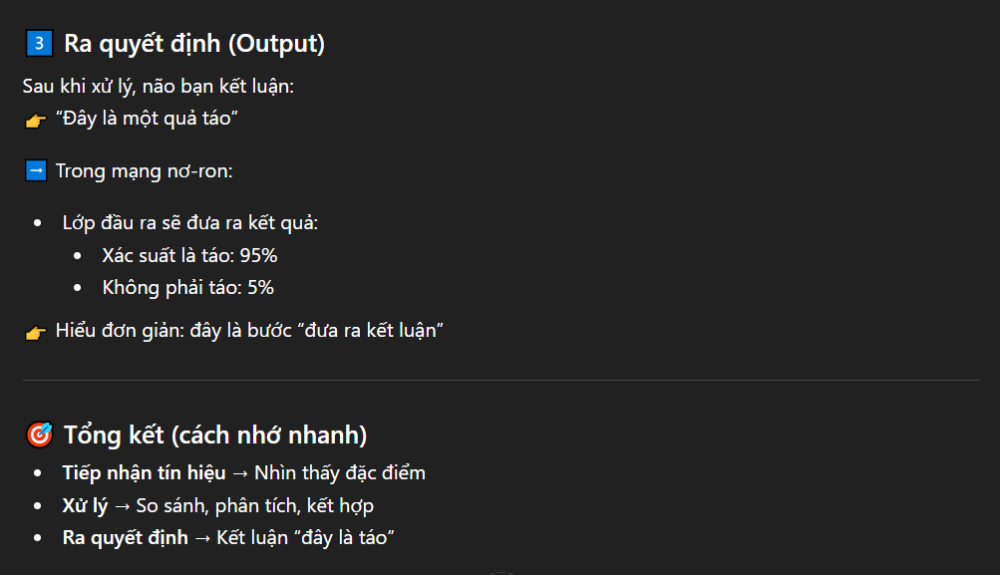 3 Ra quyết định (Output)
Sau khi xử lý, não bạn kết luận:
👉 “Đây là một quả táo”
➡️ Trong mạng nơ-ron:
• Lớp đầu ra sẽ đưa ra kết quả:
• Xác suất là táo: 95%
• Không phải táo: 5%
👉 Hiểu đơn giản: đây là bước “đưa ra kết luận”
🎯 Tổng kết (cách nhớ nhanh)
• Tiếp nhận tín hiệu → Nhìn thấy đặc điểm
• Xử lý → So sánh, phân tích, kết hợp
• Ra quyết định → Kết luận “đây là táo”